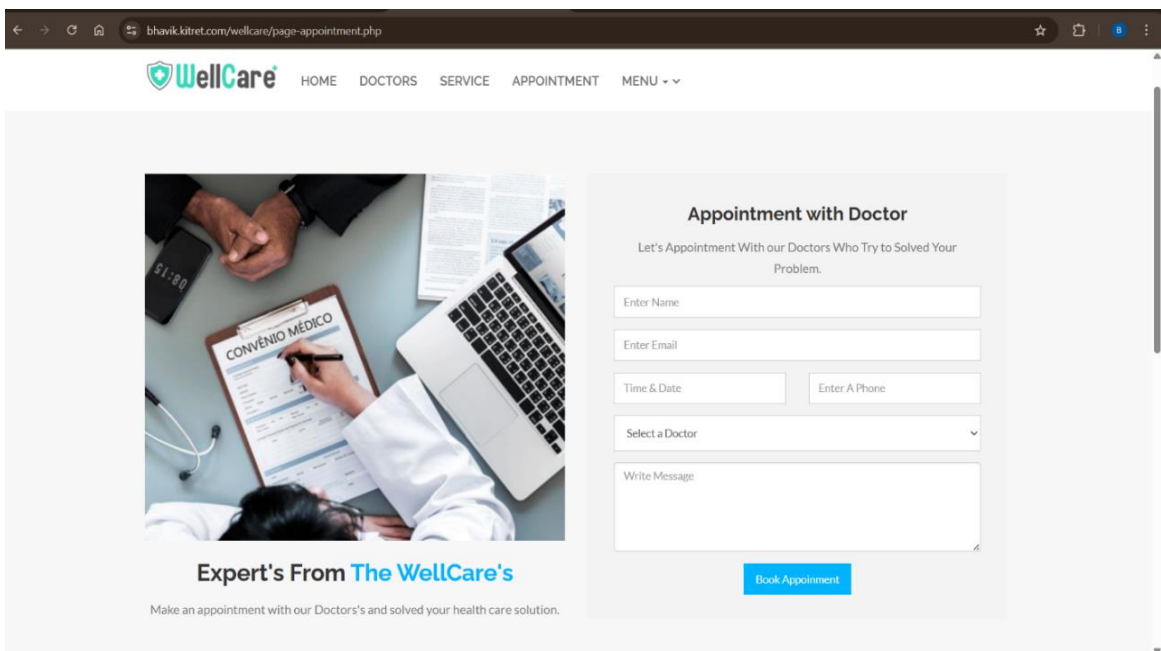 bhavik.kitret.com/wellcare/page-appointment.php
B
WellCare
HOME DOCTORS SERVICE APPOINTMENT MENU
08:15
CONVÊNIO MÉDICO
Expert's From The WellCare's
Make an appointment with our Doctors's and solved your health care solution.
Appointment with Doctor
Let's Appointment With our Doctors Who Try to Solved Your
Problem.
Enter Name
Enter Email
Time & Date Enter A Phone
Select a Doctor
Write Message
Book Appoinment